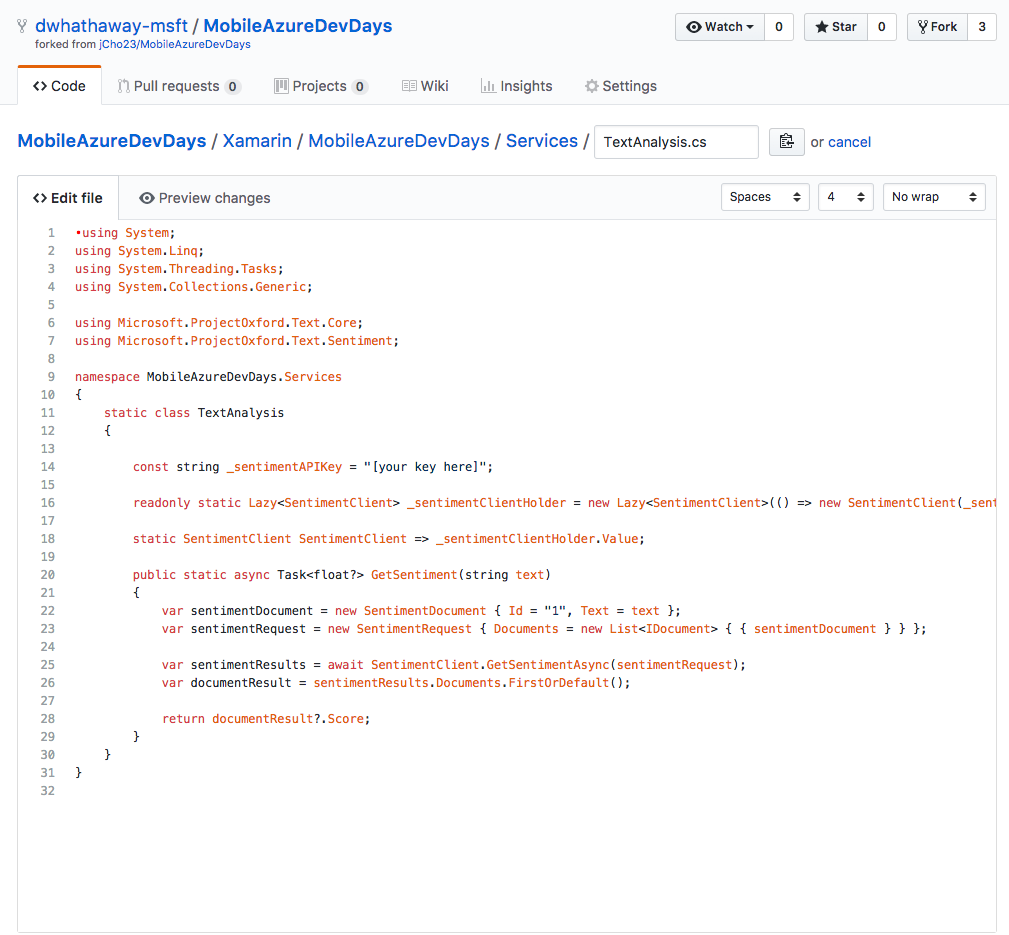 dwhathaway-msft / MobileAzureDevDays
forked from jCho23/MobileAzureDevDays
Watch 0 Star 0 Fork 3
Code Pull requests 0 Projects 0 Wiki Insights Settings
MobileAzureDevDays / Xamarin / MobileAzureDevDays / Services / TextAnalysis.cs or cancel
<> Edit file Preview changes Spaces 4 No wrap
1 •using System;
2 using System.Linq;
3 using System.Threading.Tasks;
4 using System.Collections.Generic;
5
6 using Microsoft.ProjectOxford.Text.Core;
7 using Microsoft.ProjectOxford.Text.Sentiment;
8
9 namespace MobileAzureDevDays.Services
10 {
11     static class TextAnalysis
12     {
13
14         const string _sentimentAPIKey = "[your key here]";
15
16         readonly static Lazy<SentimentClient> _sentimentClientHolder = new Lazy<SentimentClient>(() => new SentimentClient(_sent
17
18         static SentimentClient SentimentClient => _sentimentClientHolder.Value;
19
20         public static async Task<float?> GetSentiment(string text)
21         {
22             var sentimentDocument = new SentimentDocument { Id = "1", Text = text };
23             var sentimentRequest = new SentimentRequest { Documents = new List<IDocument> { { sentimentDocument } } };
24
25             var sentimentResults = await SentimentClient.GetSentimentAsync(sentimentRequest);
26             var documentResult = sentimentResults.Documents.FirstOrDefault();
27
28             return documentResult?.Score;
29         }
30     }
31 }
32